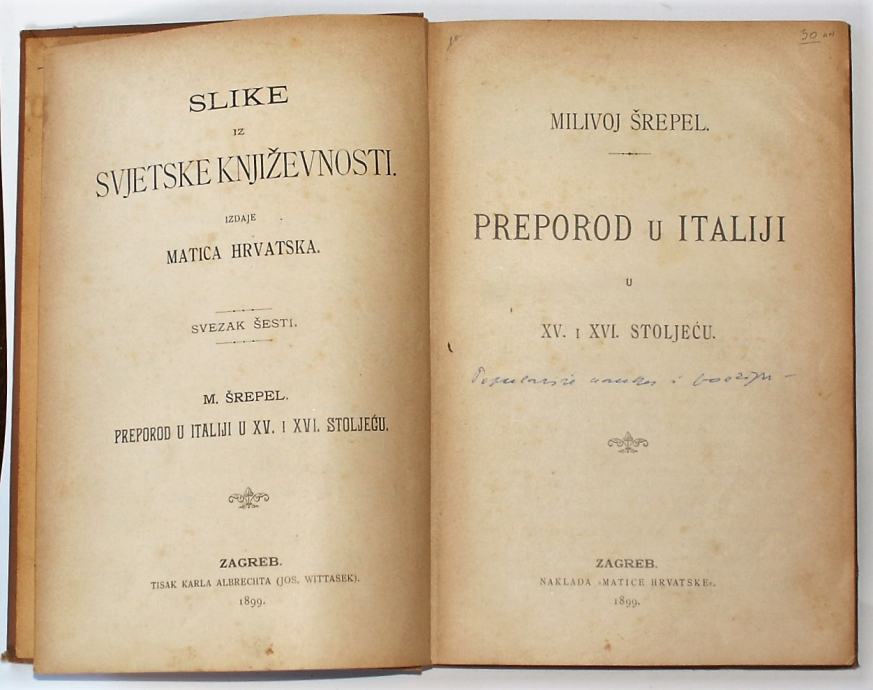 SLIKE
IZ
SVJETSKE KNJIŽEVNOSTI.
IZDAJE
MATICA HRVATSKA.
SVEZAK ŠESTI.
M. ŠREPEL.
PREPOROD U ITALIJI U XV. I XVI. STOLJEĆU.
ZAGREB.
TISAK KARLA ALBRECHTA (JOS. WITTASEK).
1899.
30
MILIVOJ ŠREPEL.
PREPOROD U ITALIJI
U
XV. I XVI. STOLJEĆU.
i
ZAGREB.
NAKLADA »MATICE HRVATSKE«.
1899.